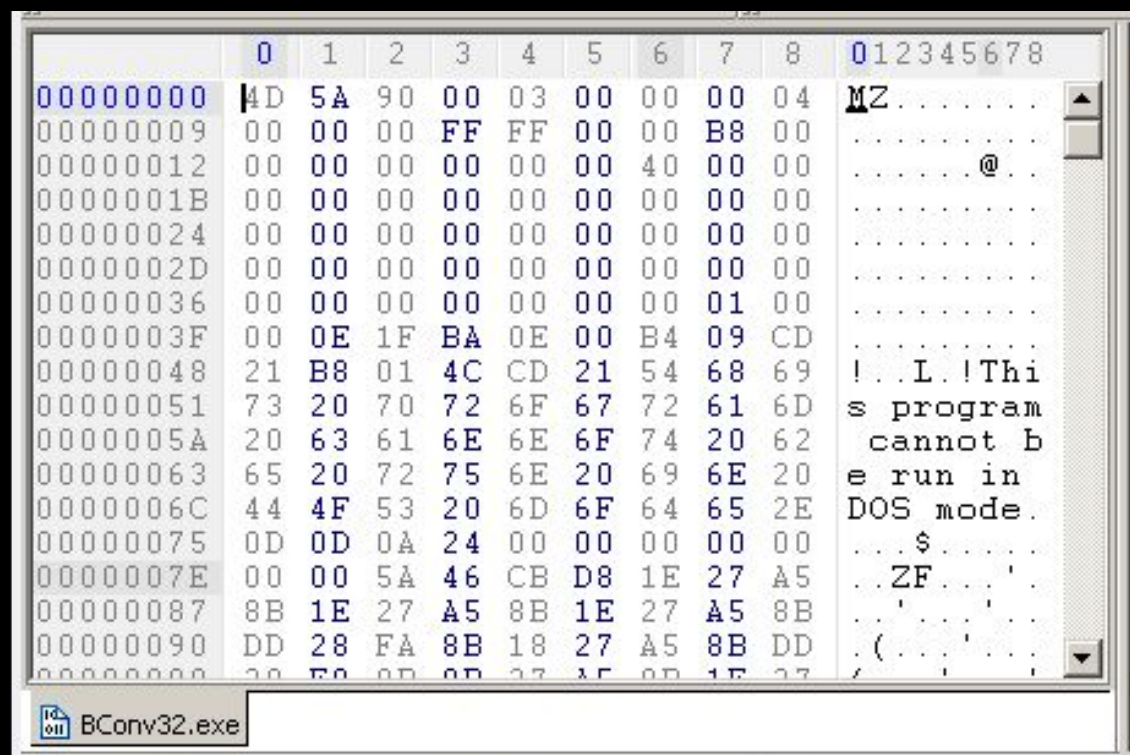 0 1 2 3 4 5 6 7 8 012345678
00000000 4D 5A 90 00 03 00 00 00 04 MZ.......
00000009 00 00 00 FF FF 00 00 B8 00 .........
00000012 00 00 00 00 00 00 40 00 00 ......@..
0000001B 00 00 00 00 00 00 00 00 00 .........
00000024 00 00 00 00 00 00 00 00 00 .........
0000002D 00 00 00 00 00 00 00 00 00 .........
00000036 00 00 00 00 00 00 00 01 00 .........
0000003F 00 0E 1F BA 0E 00 B4 09 CD .........
00000048 21 B8 01 4C CD 21 54 68 69 !..L.!Thi
00000051 73 20 70 72 6F 67 72 61 6D s program
0000005A 20 63 61 6E 6E 6F 74 20 62  cannot b
00000063 65 20 72 75 6E 20 69 6E 20 e run in
0000006C 44 4F 53 20 6D 6F 64 65 2E DOS mode.
00000075 0D 0D 0A 24 00 00 00 00 00 ...$.....
0000007E 00 00 5A 46 CB D8 1E 27 A5 ..ZF...'.
00000087 8B 1E 27 A5 8B 1E 27 A5 8B ..'...'..
00000090 DD 28 FA 8B 18 27 A5 8B DD .(...'...
BConv32.exe